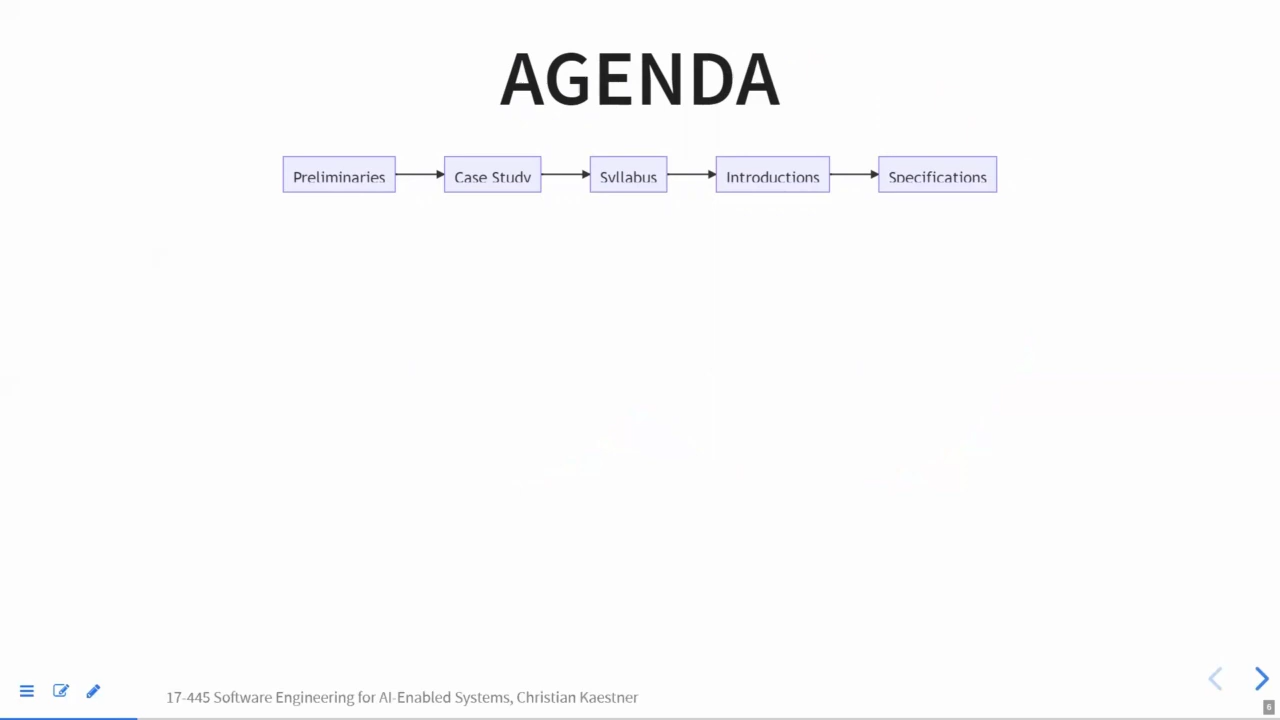 AGENDA
Preliminaries
Case Study
Syllabus
Introductions
Specifications
17-445 Software Engineering for AI-Enabled Systems, Christian Kaestner
6